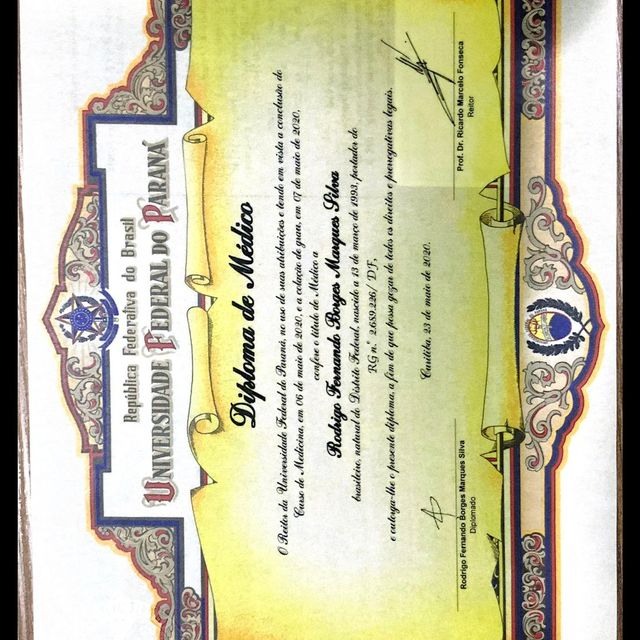 República Federativa do Brasil
UNIVERSIDADE FEDERAL DO PARANÁ
Diploma de Médico
O Reitor da Universidade Federal do Paraná, no uso de suas atribuições e tendo em vista a conclusão do
Curso de Medicina, em 06 de maio de 2020, e a colação de grau, em 07 de maio de 2020,
confere o título de Médico a
Rodrigo Fernando Borges Marques Silva
brasileiro, natural do Distrito Federal, nascido a 13 de março de 1993, portador do
RG n.º 2.639.226/ DF,
e outorga-lhe o presente diploma, a fim de que possa gozar de todos os direitos e prerrogativas legais.
Curitiba, 23 de maio de 2020.
Rodrigo Fernando Borges Marques Silva
Diplomado
Prof. Dr. Ricardo Marcelo Fonseca
Reitor